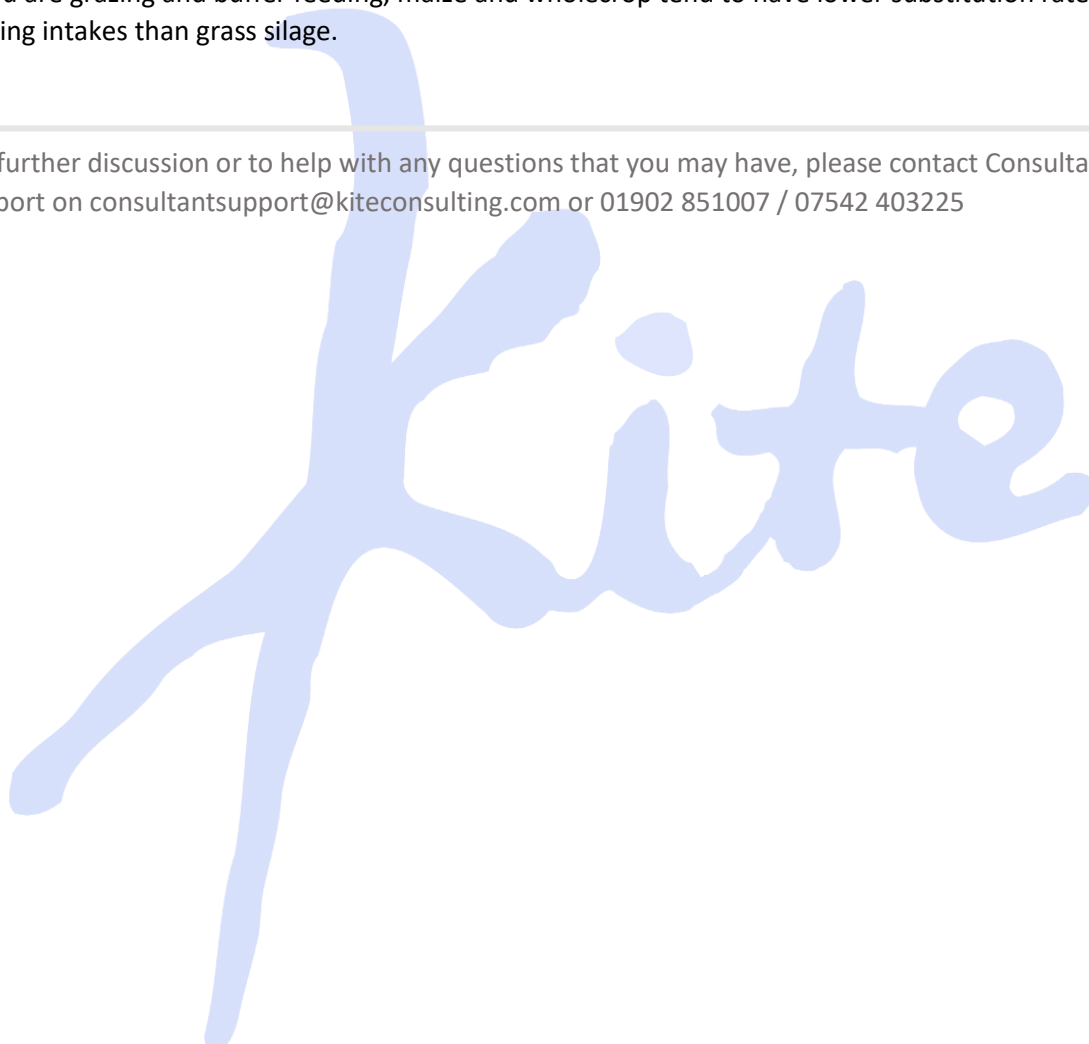 are grazing and buffer feeding, maize and wholecrop tend to have lower substitution rate
ing intakes than grass silage.
further discussion or to help with any questions that you may have, please contact Consulta
port on consultantsupport@kiteconsulting.com or 01902 851007 / 07542 403225
Kite